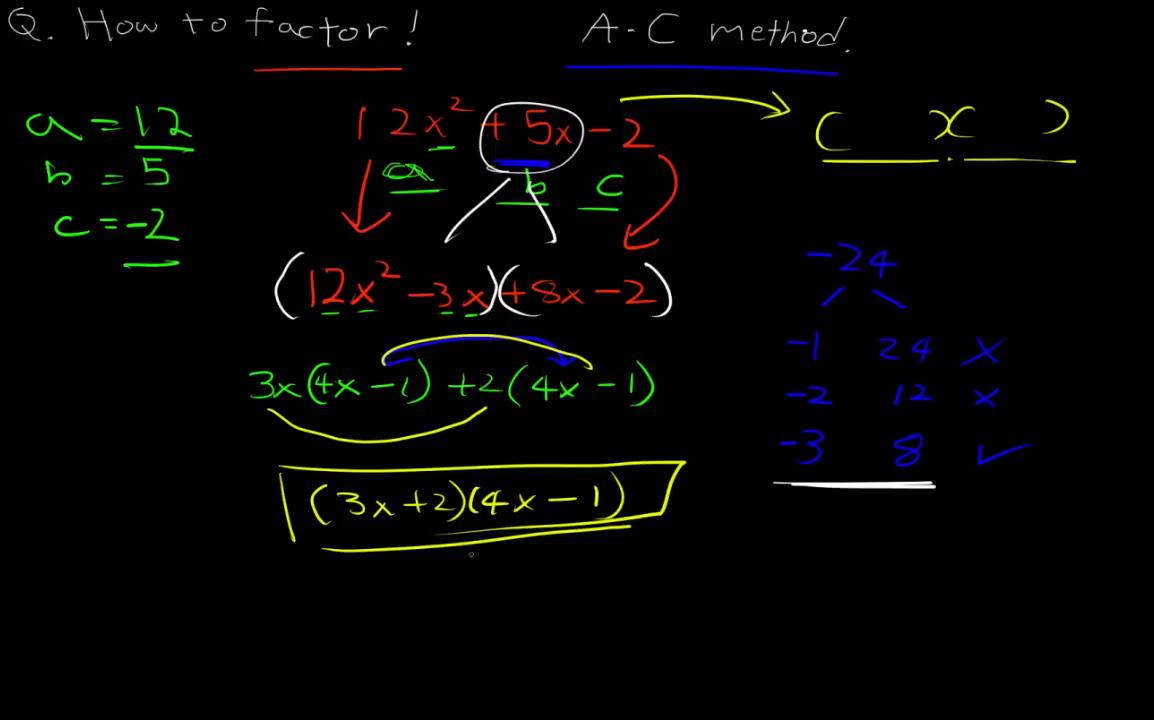 Q. How to factor! A-C method.
a = 12
12x² + 5x - 2
( x )
b = 5
a b c
c = -2
-24
(12x² - 3x)(+8x - 2)
-1 24 x
3x(4x - 1) + 2(4x - 1)
-2 12 x
-3 8 ✓
(3x+2)(4x - 1)